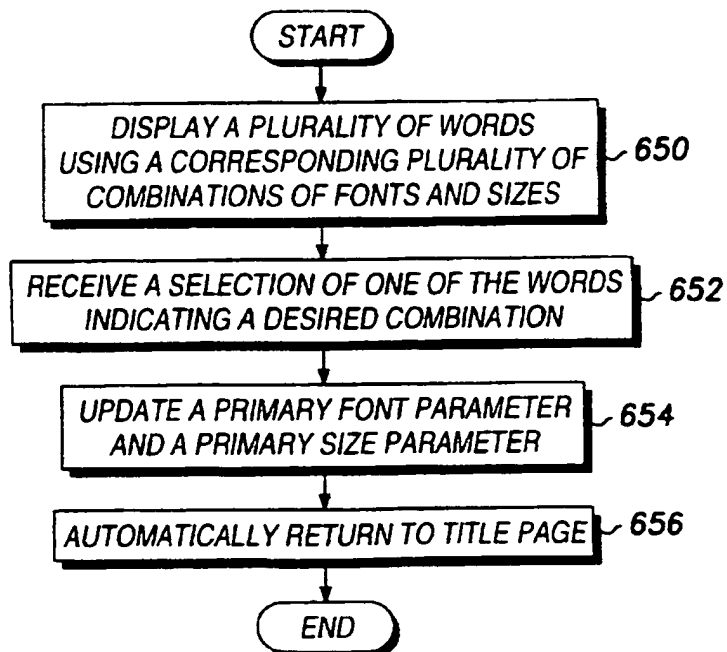 START
DISPLAY A PLURALITY OF WORDS
USING A CORRESPONDING PLURALITY OF
COMBINATIONS OF FONTS AND SIZES
650
RECEIVE A SELECTION OF ONE OF THE WORDS
INDICATING A DESIRED COMBINATION
652
UPDATE A PRIMARY FONT PARAMETER
AND A PRIMARY SIZE PARAMETER
654
AUTOMATICALLY RETURN TO TITLE PAGE
656
END